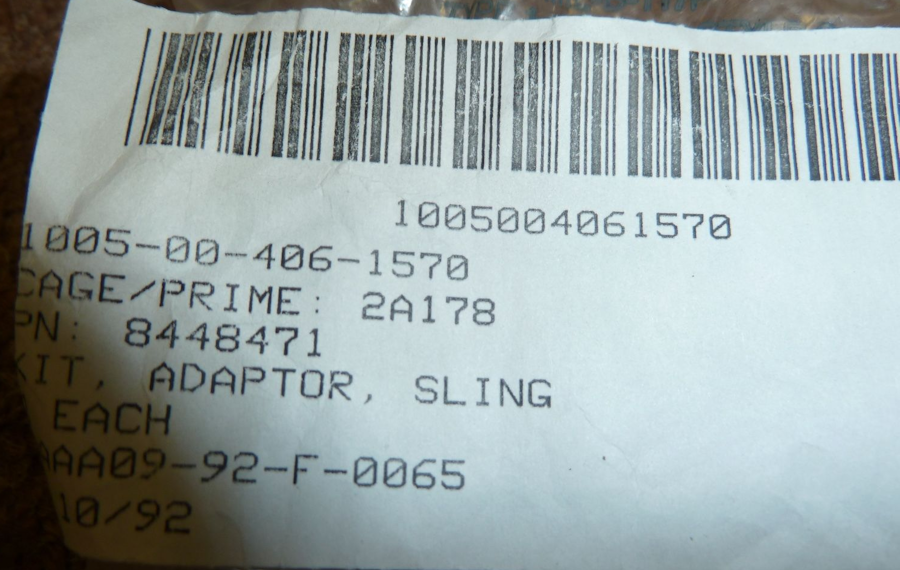 1005004061570
1005-00-406-1570
CAGE/PRIME: 2A178
PN: 8448471
KIT, ADAPTOR, SLING
EACH
AAA09-92-F-0065
10/92